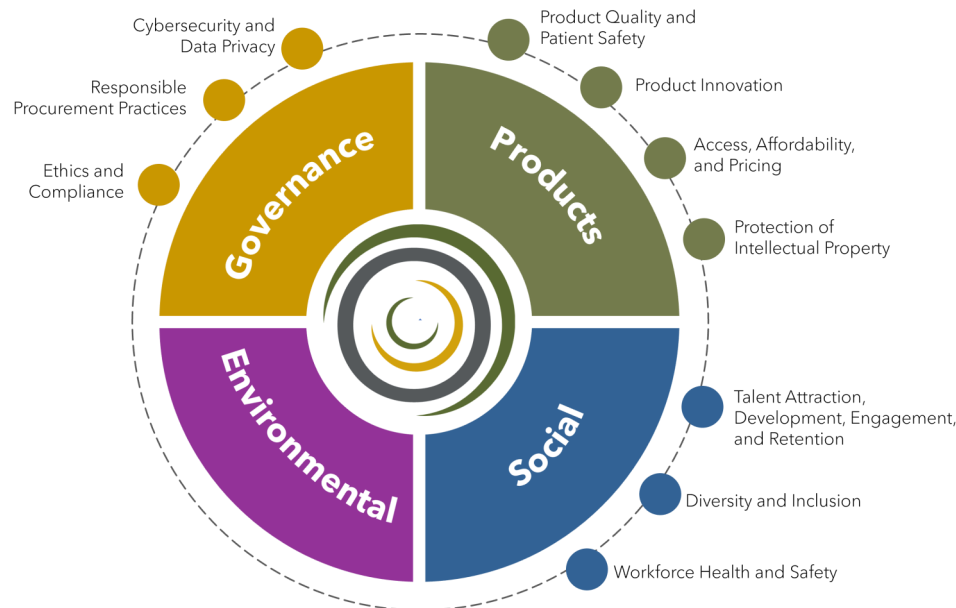 Cybersecurity and
Data Privacy
Responsible
Procurement Practices
Ethics and
Compliance
Product Quality and
Patient Safety
Product Innovation
Access, Affordability,
and Pricing
Protection of
Intellectual Property
Governance
Products
Environmental
Social
Talent Attraction,
Development, Engagement,
and Retention
Diversity and Inclusion
Workforce Health and Safety